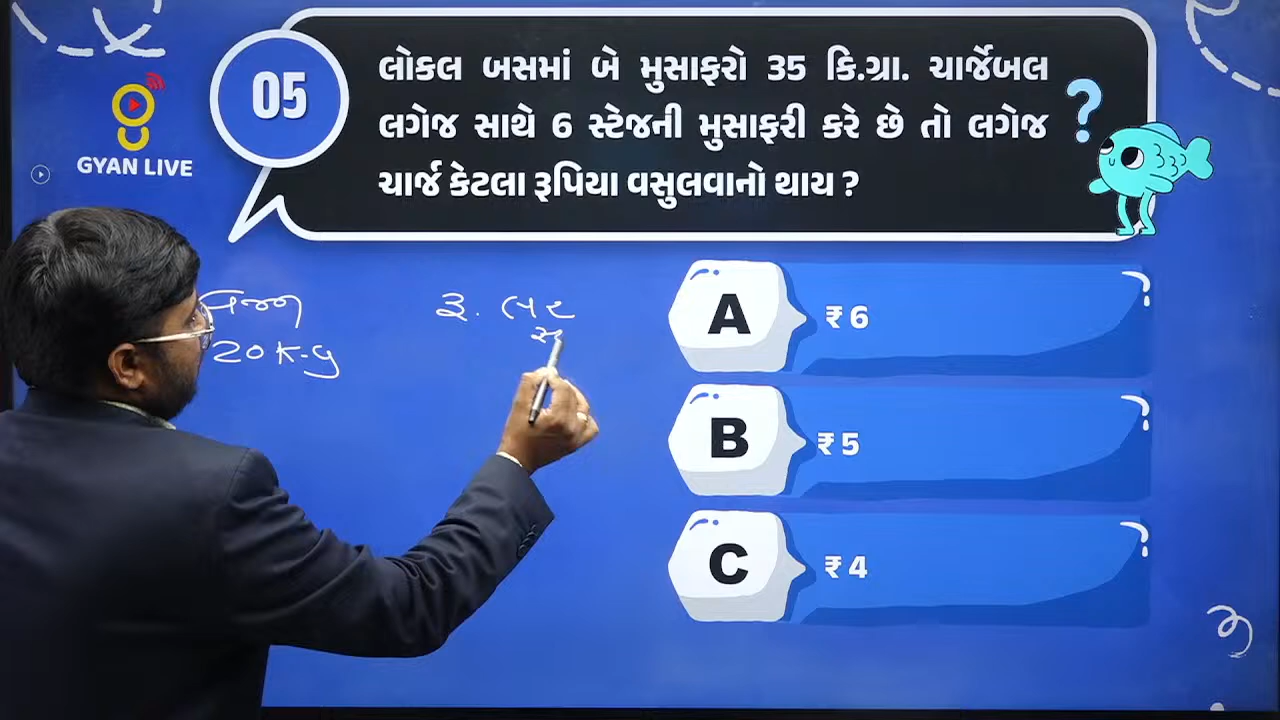 05
લોકલ બસમાં બે મુસાફરો 35 કિ.ગ્રા. ચાર્જેબલ
લગેજ સાથે 6 સ્ટેજની મુસાફરી કરે છે તો લગેજ
ચાર્જ કેટલા રૂપિયા વસુલવાનો થાય ?
GYAN LIVE
વજન
રૂ.
20 K.g
A ₹ 6
B ₹ 5
C ₹ 4